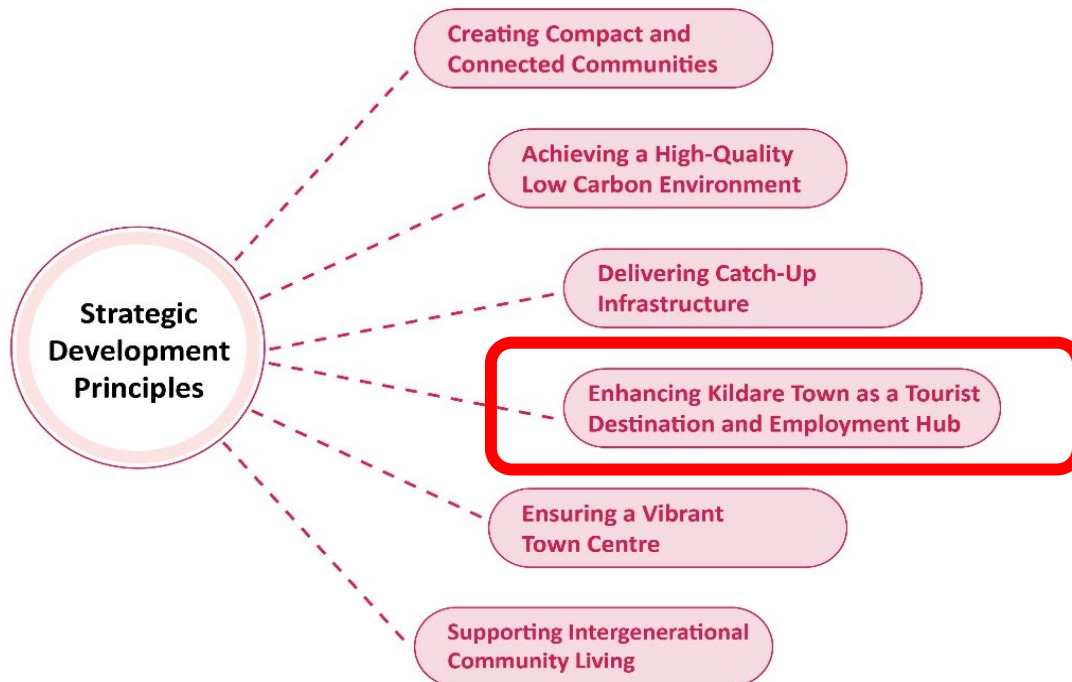 Creating Compact and
Connected Communities
Achieving a High-Quality
Low Carbon Environment
Delivering Catch-Up
Infrastructure
Strategic
Development
Principles
Enhancing Kildare Town as a Tourist
Destination and Employment Hub
Ensuring a Vibrant
Town Centre
Supporting Intergenerational
Community Living